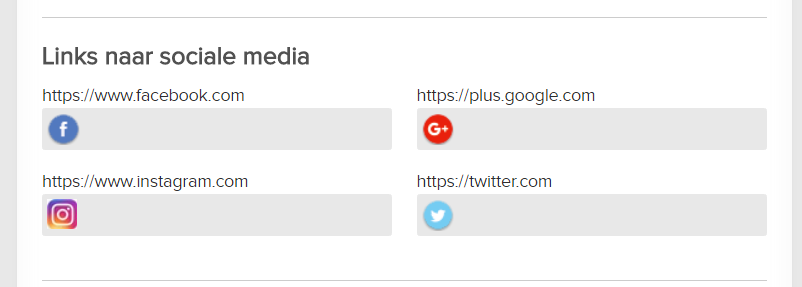 Links naar sociale media
https://www.facebook.com
https://plus.google.com
f
G+
https://www.instagram.com
https://twitter.com